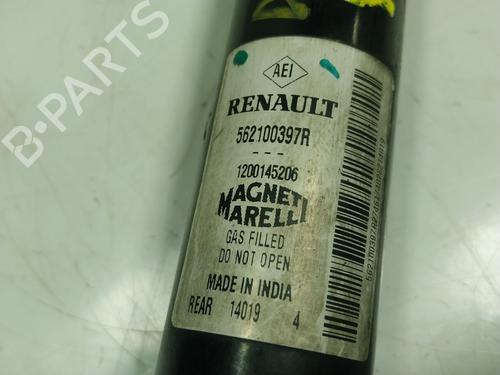 B-PARTS
AEI
RENAULT
562100397R
---
1200145206
MAGNETI
MARELLI
GAS FILLED
DO NOT OPEN
MADE IN INDIA
REAR 14019 4